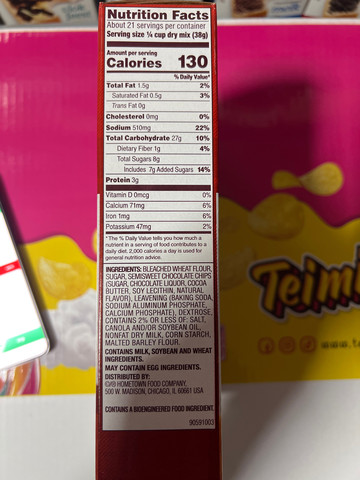 Nutrition Facts
About 21 servings per container
Serving size ¼ cup dry mix (38g)
Amount per serving
Calories 130
% Daily Value*
Total Fat 1.5g 2%
Saturated Fat 0.5g 3%
Trans Fat 0g
Cholesterol 0mg 0%
Sodium 510mg 22%
Total Carbohydrate 27g 10%
Dietary Fiber 1g 4%
Total Sugars 8g
Includes 7g Added Sugars 14%
Protein 3g
Vitamin D 0mcg 0%
Calcium 71mg 6%
Iron 1mg 6%
Potassium 47mg 2%
* The % Daily Value tells you how much a
nutrient in a serving of food contributes to a
daily diet. 2,000 calories a day is used for
general nutrition advice.
INGREDIENTS: BLEACHED WHEAT FLOUR,
SUGAR, SEMISWEET CHOCOLATE CHIPS
(SUGAR, CHOCOLATE LIQUOR, COCOA
BUTTER, SOY LECITHIN, NATURAL
FLAVOR), LEAVENING (BAKING SODA,
SODIUM ALUMINUM PHOSPHATE,
CALCIUM PHOSPHATE), DEXTROSE,
CONTAINS 2% OR LESS OF: SALT,
CANOLA AND/OR SOYBEAN OIL,
NONFAT DRY MILK, CORN STARCH,
MALTED BARLEY FLOUR.
CONTAINS MILK, SOYBEAN AND WHEAT
INGREDIENTS.
MAY CONTAIN EGG INGREDIENTS.
DISTRIBUTED BY:
©/® HOMETOWN FOOD COMPANY,
500 W. MADISON, CHICAGO, IL 60661 USA
CONTAINS A BIOENGINEERED FOOD INGREDIENT
90591003
Teim
www.te